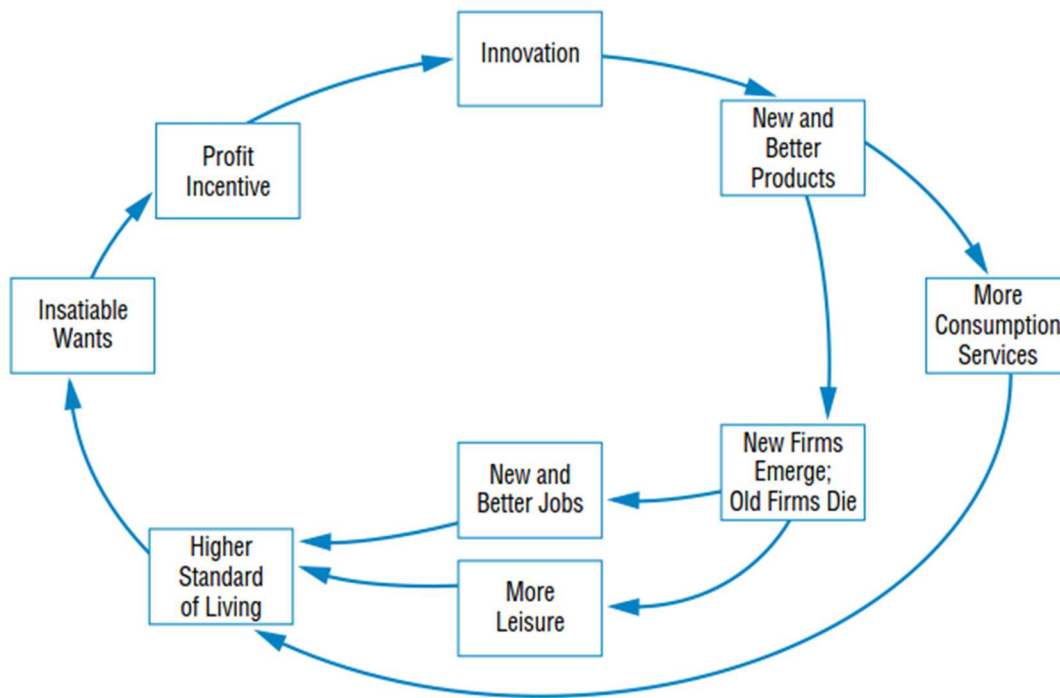 Innovation
New and
Better
Products
Profit
Incentive
Insatiable
Wants
More
Consumption
Services
New Firms
Emerge;
Old Firms Die
New and
Better Jobs
Higher
Standard
of Living
More
Leisure